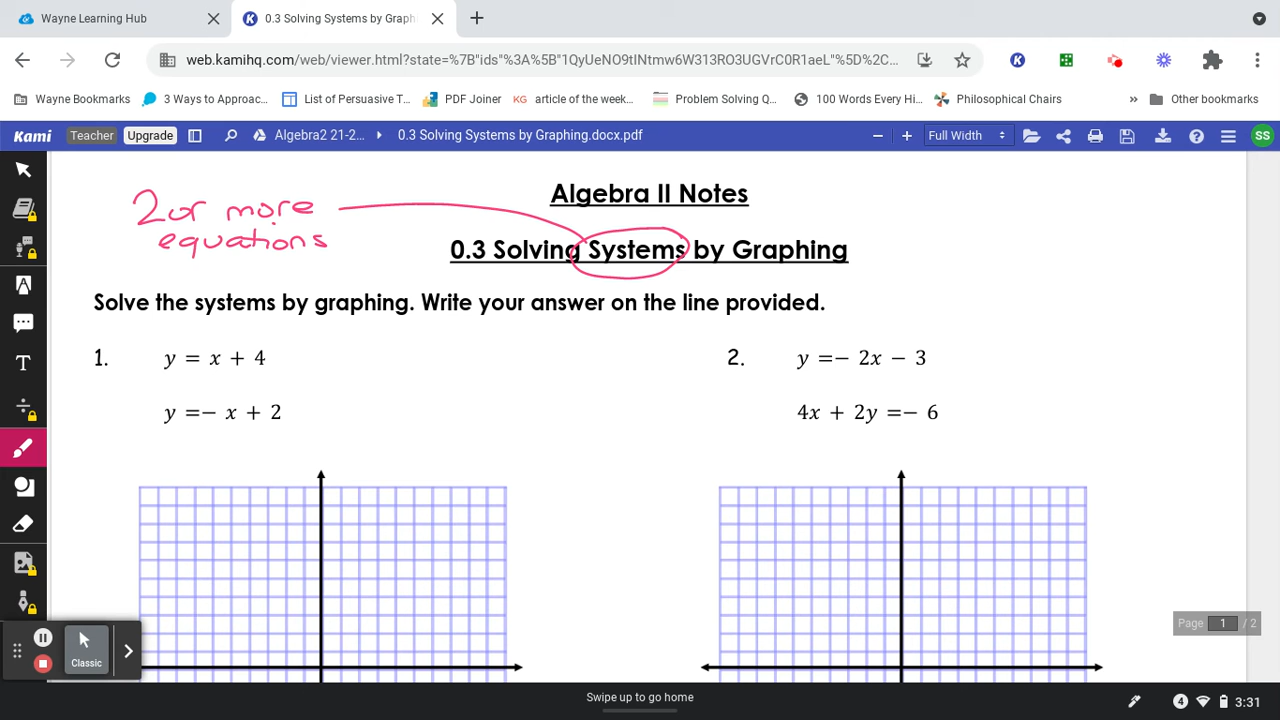 Wayne Learning Hub
0.3 Solving Systems by Graph
web.kamihq.com/web/viewer.html?state=%7B"ids"%3A%5B"1QyUeNO9tINtmw6W313RO3UGVrC0R1aeL"%5D%2C...
Wayne Bookmarks
3 Ways to Approac...
List of Persuasive T...
PDF Joiner
KG article of the week...
Problem Solving Q...
100 Words Every Hi...
Philosophical Chairs
»
Other bookmarks
Kami Teacher Upgrade
Algebra2 21-2...
0.3 Solving Systems by Graphing.docx.pdf
Full Width
SS
2 or more
equations
Algebra II Notes
0.3 Solving Systems by Graphing
Solve the systems by graphing. Write your answer on the line provided.
1. y = x + 4
y =− x + 2
2. y =− 2x − 3
4x + 2y =− 6
Page 1 / 2
Classic
Swipe up to go home
4
3:31